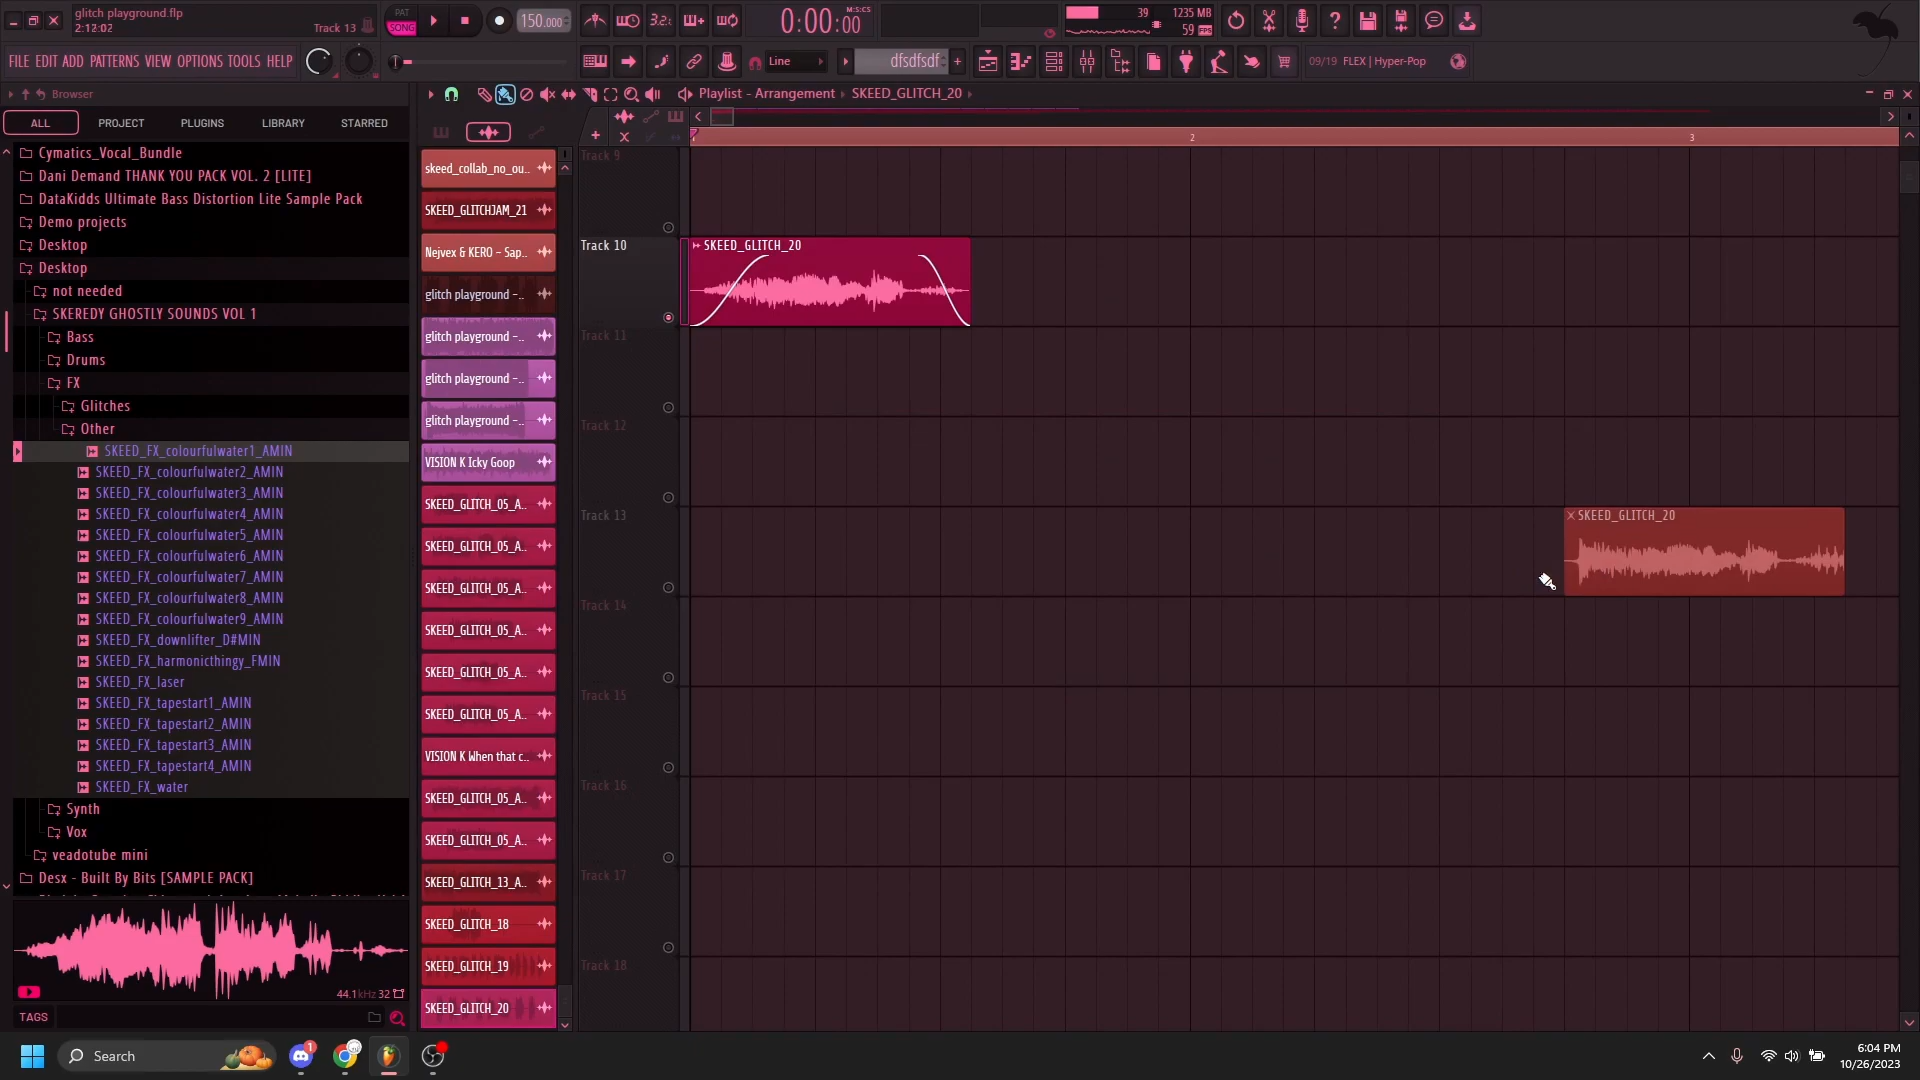 glitch playground.flp
2:12:02
Track 13
PAT
SONG
150.000
3.2.
0:00:00
M:S:CS
39
1235 MB
59 FPS
FILE EDIT ADD PATTERNS VIEW OPTIONS TOOLS HELP
Line
dfsdfsdf
09/19 FLEX | Hyper-Pop
Browser
Playlist - Arrangement › SKEED_GLITCH_20
ALL PROJECT PLUGINS LIBRARY STARRED
Cymatics_Vocal_Bundle
Dani Demand THANK YOU PACK VOL. 2 [LITE]
DataKidds Ultimate Bass Distortion Lite Sample Pack
Demo projects
Desktop
Desktop
not needed
SKEREDY GHOSTLY SOUNDS VOL 1
Bass
Drums
FX
Glitches
Other
SKEED_FX_colourfulwater1_AMIN
SKEED_FX_colourfulwater2_AMIN
SKEED_FX_colourfulwater3_AMIN
SKEED_FX_colourfulwater4_AMIN
SKEED_FX_colourfulwater5_AMIN
SKEED_FX_colourfulwater6_AMIN
SKEED_FX_colourfulwater7_AMIN
SKEED_FX_colourfulwater8_AMIN
SKEED_FX_colourfulwater9_AMIN
SKEED_FX_downlifter_D#MIN
SKEED_FX_harmonicthingy_FMIN
SKEED_FX_laser
SKEED_FX_tapestart1_AMIN
SKEED_FX_tapestart2_AMIN
SKEED_FX_tapestart3_AMIN
SKEED_FX_tapestart4_AMIN
SKEED_FX_water
Synth
Vox
veadotube mini
Desx - Built By Bits [SAMPLE PACK]
44.1kHz 32
TAGS
skeed_collab_no_ou..
SKEED_GLITCHJAM_21
Nejvex & KERO - Sap..
glitch playground -..
glitch playground -..
glitch playground -..
glitch playground -..
VISION K Icky Goop
SKEED_GLITCH_05_A..
SKEED_GLITCH_05_A..
SKEED_GLITCH_05_A..
SKEED_GLITCH_05_A..
SKEED_GLITCH_05_A..
SKEED_GLITCH_05_A..
VISION K When that c..
SKEED_GLITCH_05_A..
SKEED_GLITCH_05_A..
SKEED_GLITCH_13_A..
SKEED_GLITCH_18
SKEED_GLITCH_19
SKEED_GLITCH_20
2 3
Track 9
Track 10
SKEED_GLITCH_20
Track 11
Track 12
Track 13
SKEED_GLITCH_20
Track 14
Track 15
Track 16
Track 17
Track 18
Search
1
6:04 PM
10/26/2023